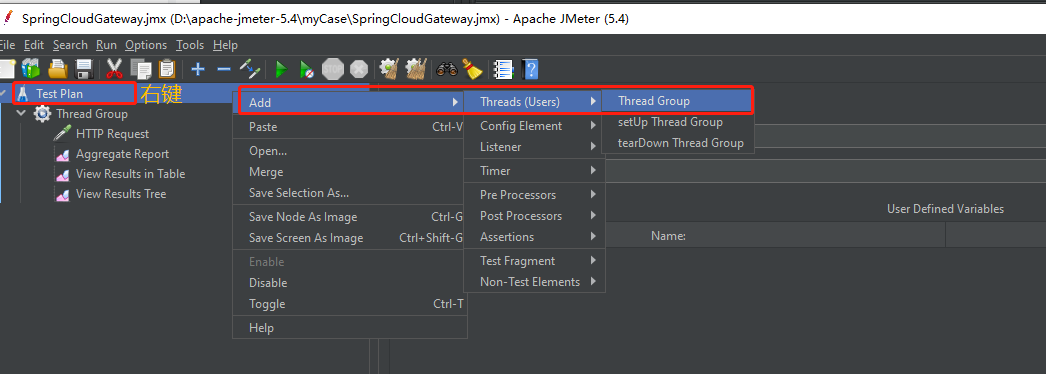 SpringCloudGateway.jmx (D:\apache-jmeter-5.4\myCase\SpringCloudGateway.jmx) - Apache JMeter (5.4)
File Edit Search Run Options Tools Help
Test Plan 右键
Thread Group
HTTP Request
Aggregate Report
View Results in Table
View Results Tree
Add
Paste Ctrl-V
Open...
Merge
Save Selection As...
Save Node As Image Ctrl-G
Save Screen As Image Ctrl+Shift-G
Enable
Disable
Toggle Ctrl-T
Help
Threads (Users)
Config Element
Listener
Timer
Pre Processors
Post Processors
Assertions
Test Fragment
Non-Test Elements
Thread Group
setUp Thread Group
tearDown Thread Group
User Defined Variables
Name: